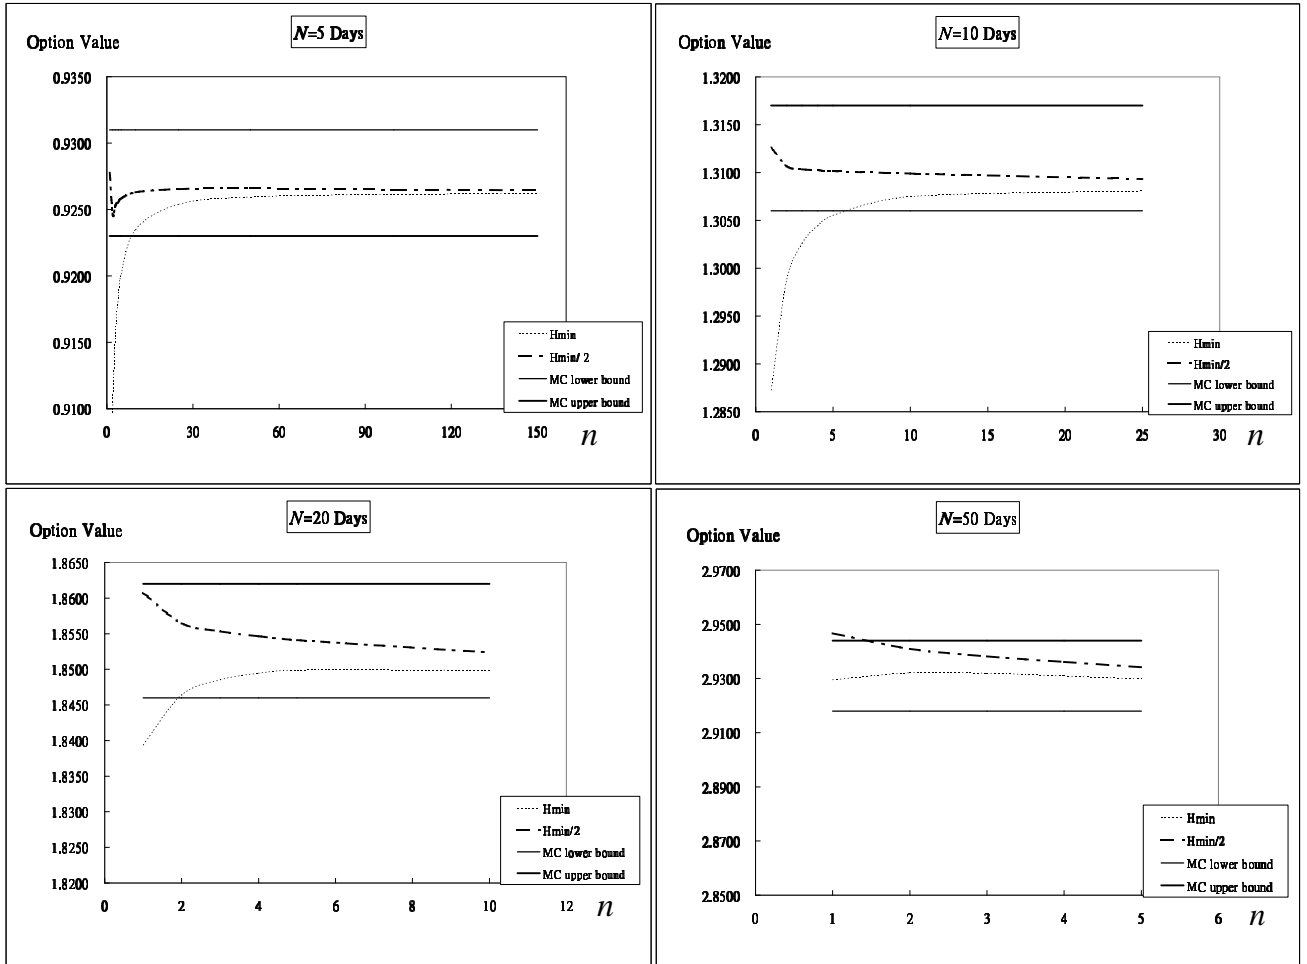 N=5 Days
Option Value
0.9350
0.9300
0.9250
0.9200
0.9150
0.9100
0 30 60 90 120 150 n
Hmin
Hmin/ 2
MC lower bound
MC upper bound
N=10 Days
Option Value
1.3200
1.3150
1.3100
1.3050
1.3000
1.2950
1.2900
1.2850
0 5 10 15 20 25 30 n
Hmin
Hmin/2
MC lower bound
MC upper bound
N=20 Days
Option Value
1.8650
1.8600
1.8550
1.8500
1.8450
1.8400
1.8350
1.8300
1.8250
1.8200
0 2 4 6 8 10 12 n
Hmin
Hmin/2
MC lower bound
MC upper bound
N=50 Days
Option Value
2.9700
2.9500
2.9300
2.9100
2.8900
2.8700
2.8500
0 1 2 3 4 5 6 n
Hmin
Hmin/2
MC lower bound
MC upper bound